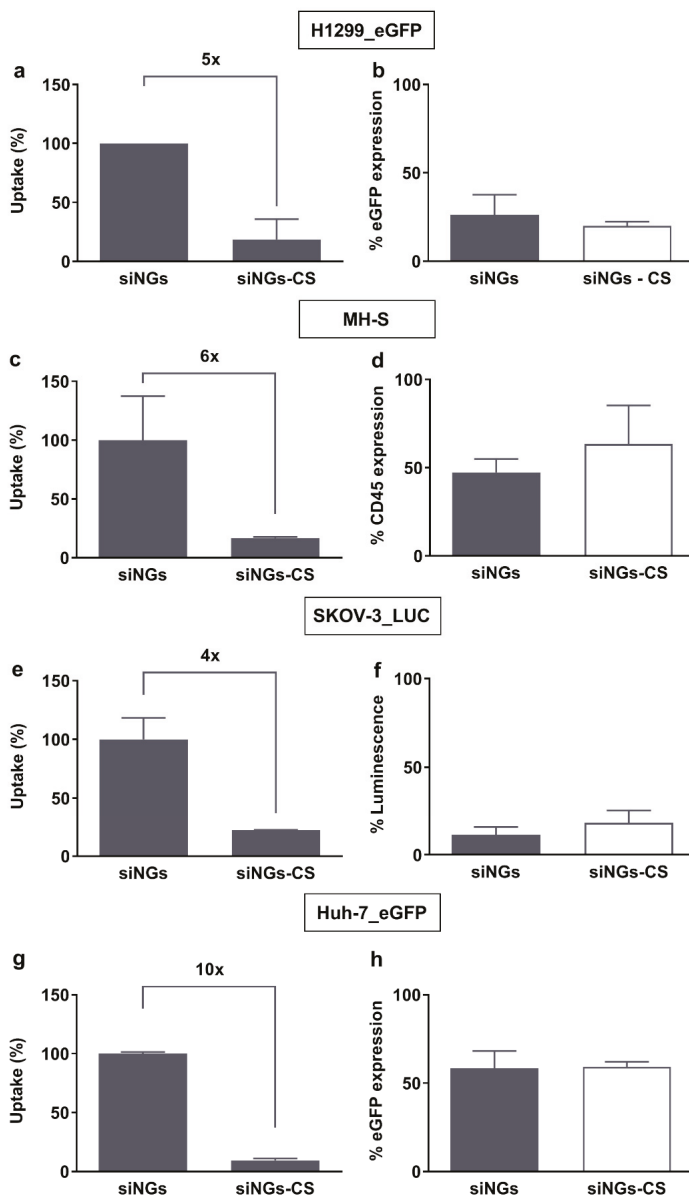 H1299_eGFP
a
5x
Uptake (%)
150
100
50
0
siNGs
siNGs-CS
b
% eGFP expression
100
50
0
siNGs
siNGs - CS
MH-S
c
6x
Uptake (%)
150
100
50
0
siNGs
siNGs-CS
d
% CD45 expression
100
50
0
siNGs
siNGs-CS
SKOV-3_LUC
e
4x
Uptake (%)
150
100
50
0
siNGs
siNGs-CS
f
% Luminescence
100
50
0
siNGs
siNGs-CS
Huh-7_eGFP
g
10x
Uptake (%)
150
100
50
0
siNGs
siNGs-CS
h
% eGFP expression
100
50
0
siNGs
siNGs-CS